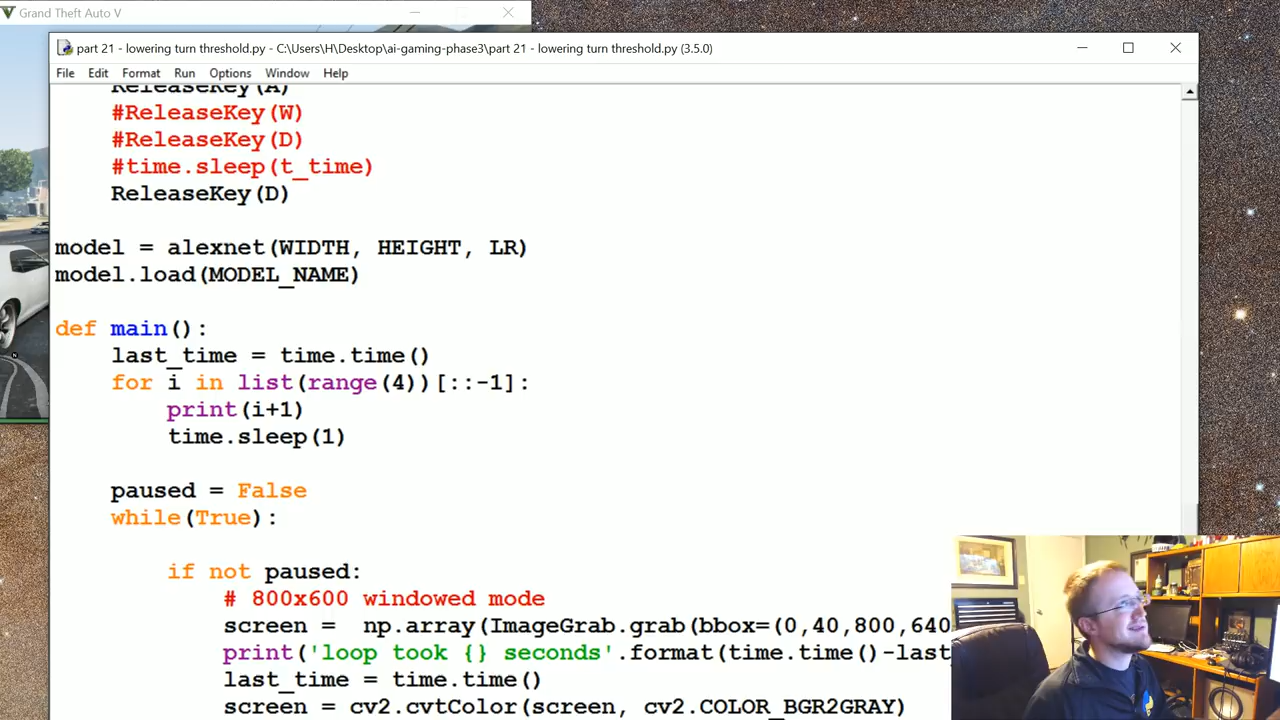 Grand Theft Auto V
part 21 - lowering turn threshold.py - C:\Users\H\Desktop\ai-gaming-phase3\part 21 - lowering turn threshold.py (3.5.0)
File Edit Format Run Options Window Help
ReleaseKey(A)
#ReleaseKey(W)
#ReleaseKey(D)
#time.sleep(t_time)
ReleaseKey(D)
model = alexnet(WIDTH, HEIGHT, LR)
model.load(MODEL_NAME)
def main():
last_time = time.time()
for i in list(range(4))[::-1]:
print(i+1)
time.sleep(1)
paused = False
while(True):
if not paused:
# 800x600 windowed mode
screen = np.array(ImageGrab.grab(bbox=(0,40,800,640
print('loop took {} seconds'.format(time.time()-last_
last_time = time.time()
screen = cv2.cvtColor(screen, cv2.COLOR_BGR2GRAY)